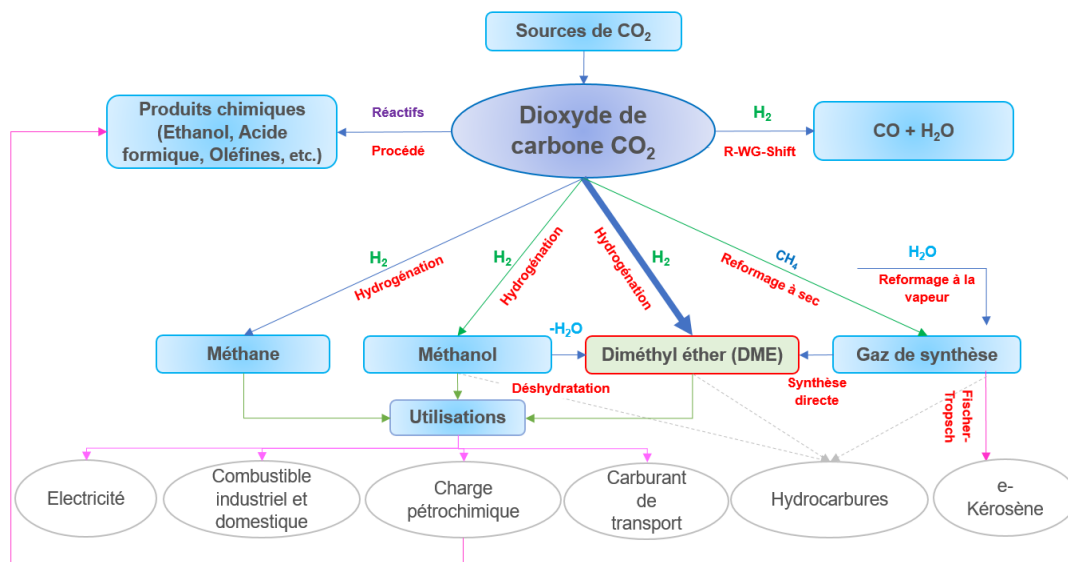 Sources de CO₂
Produits chimiques
(Ethanol, Acide
formique, Oléfines, etc.)
Réactifs
Procédé
Dioxyde de
carbone CO₂
H₂
R-WG-Shift
CO + H₂O
H₂
Hydrogénation
H₂
Hydrogénation
H₂
Hydrogénation
CH₄
Reformage à sec
H₂O
Reformage à la
vapeur
Méthane
Méthanol
-H₂O
Déshydratation
Diméthyl éther (DME)
Synthèse
directe
Gaz de synthèse
Fischer-
Tropsch
Utilisations
Electricité
Combustible
industriel et
domestique
Charge
pétrochimique
Carburant
de
transport
Hydrocarbures
e-
Kérosène